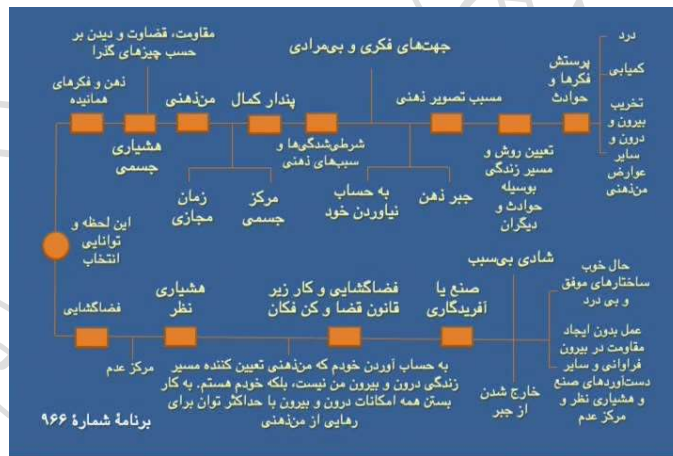 مقاومت، قضاوت و دیدن بر
حسب چیزهای گذرا
ذهن و فکرهای
همانیده
هشیاری
جسمی
من‌ذهنی
پندار کمال
زمان
مجازی
مرکز
جسمی
شرطی‌شدگی‌ها و
سبب‌های ذهنی
جهت‌های فکری و بی‌مرادی
به حساب
نیاوردن خود
جبر ذهن
مسبب تصویر ذهنی
تعیین روش و
مسیر زندگی
بوسیله
حوادث و
دیگران
پرستش
فکرها و
حوادث
درد
کمیابی
تخریب
بیرون و
درون و
سایر
عوارض
من‌ذهنی
این لحظه و
توانایی
انتخاب
فضاگشایی
مرکز عدم
هشیاری
نظر
فضاگشایی و کار زیر
قانون قضا و کن فکان
به حساب آوردن خودم که من‌ذهنی تعیین کننده مسیر
زندگی درون و بیرون من نیست، بلکه خودم هستم. به کار
بستن همه امکانات درون و بیرون با حداکثر توان برای
رهایی از من‌ذهنی
صنع یا
آفریدگاری
شادی بی‌سبب
خارج شدن
از جبر
حال خوب
ساختارهای موفق
و بی درد
عمل بدون ایجاد
مقاومت در بیرون
فراوانی و سایر
دست‌آوردهای صنع
و هشیاری نظر و
مرکز عدم
برنامهٔ شمارهٔ ۹۶۶